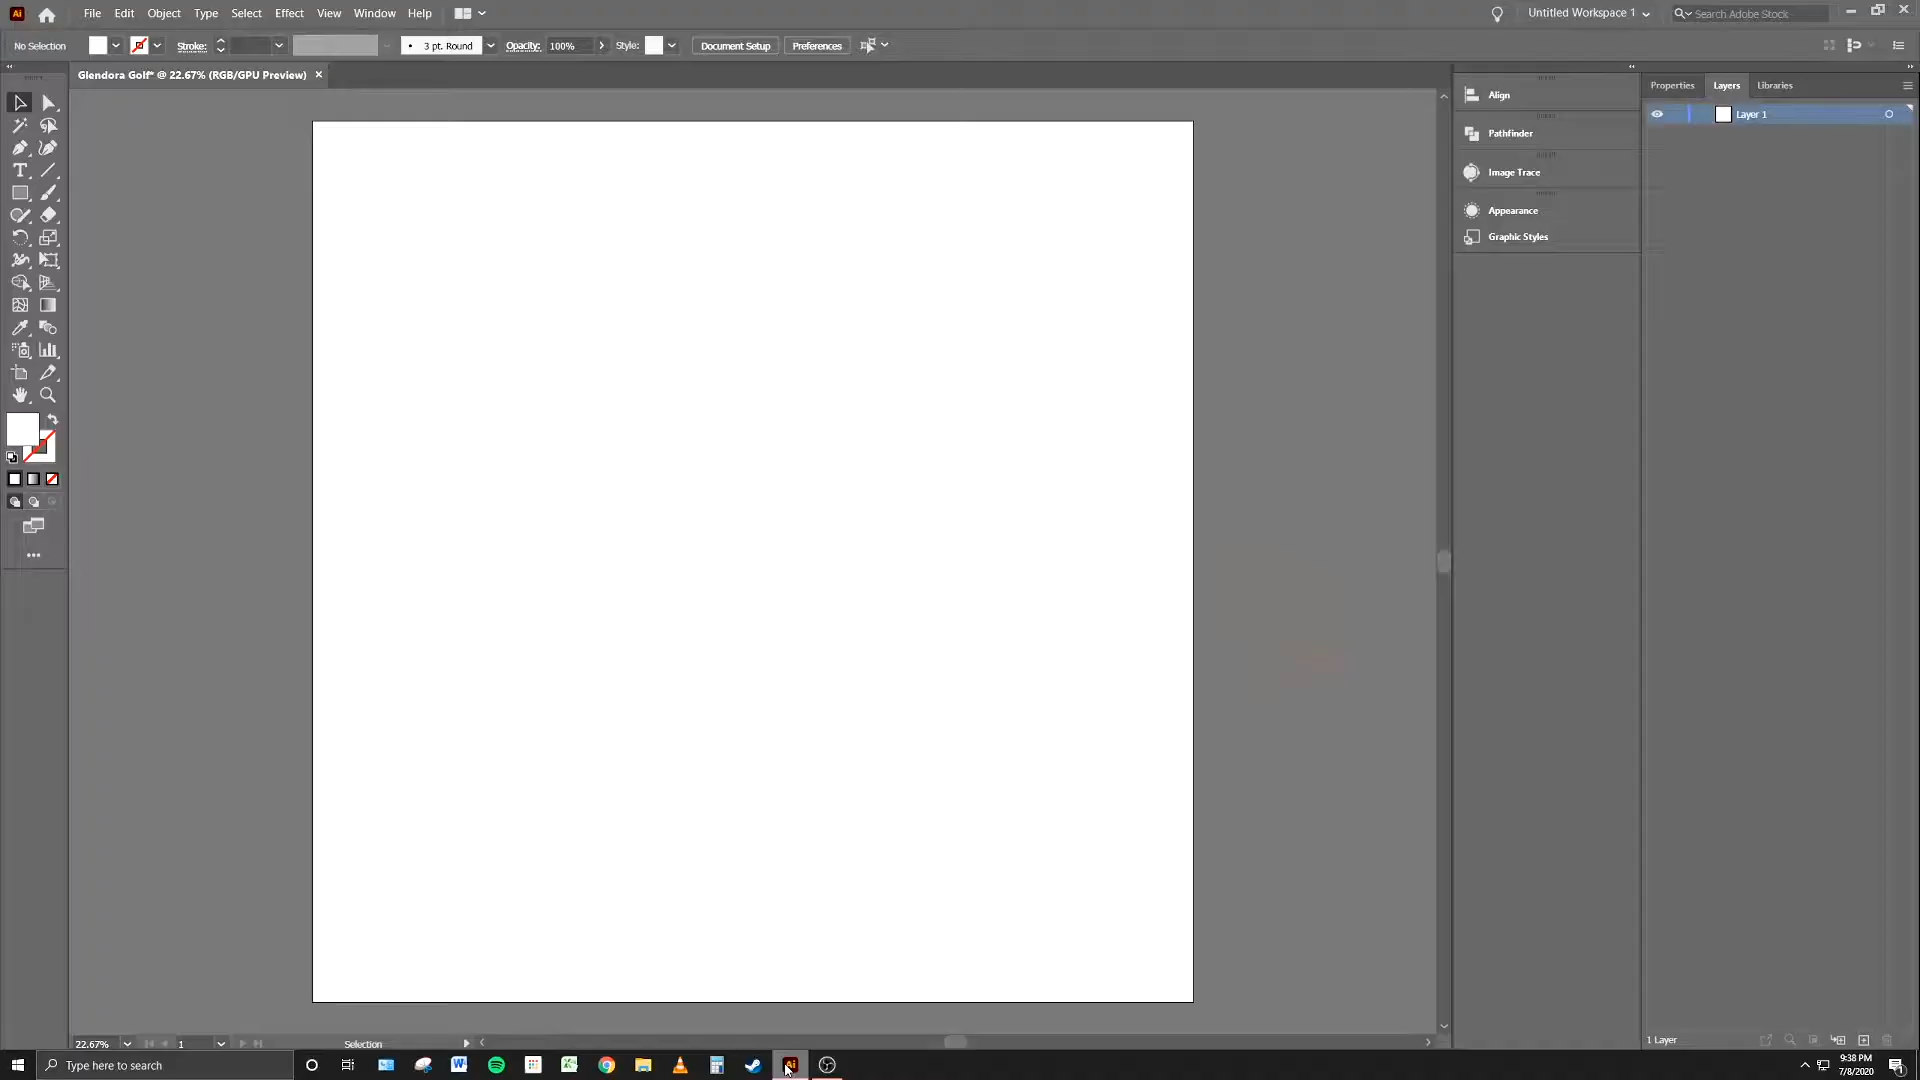 Ai File Edit Object Type Select Effect View Window Help Untitled Workspace 1 Search Adobe Stock
No Selection Stroke: 3 pt. Round Opacity: 100% Style: Document Setup Preferences
Glendora Golf* @ 22.67% (RGB/GPU Preview) ×
Align
Pathfinder
Image Trace
Appearance
Graphic Styles
Properties Layers Libraries
Layer 1
22.67% 1 Selection
1 Layer
Type here to search
9:38 PM
7/8/2020